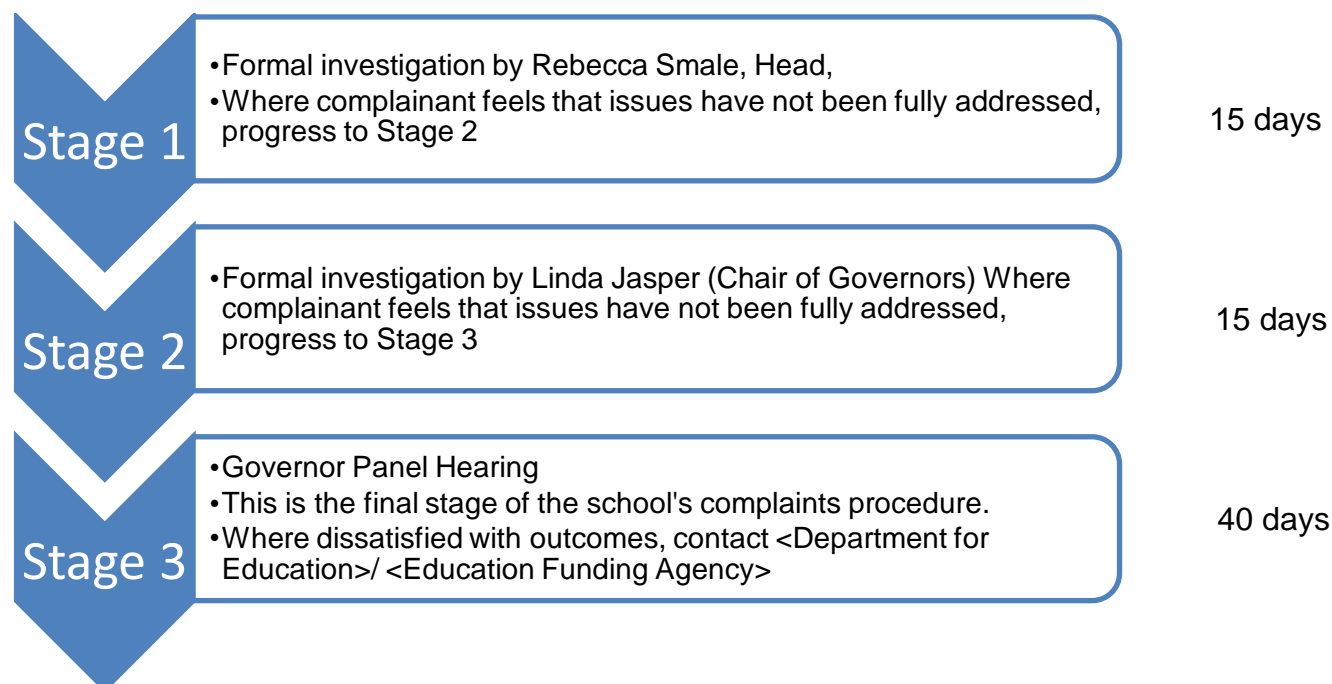 Stage 1
•Formal investigation by Rebecca Smale, Head,
•Where complainant feels that issues have not been fully addressed,
progress to Stage 2
15 days
Stage 2
•Formal investigation by Linda Jasper (Chair of Governors) Where
complainant feels that issues have not been fully addressed,
progress to Stage 3
15 days
Stage 3
•Governor Panel Hearing
•This is the final stage of the school's complaints procedure.
•Where dissatisfied with outcomes, contact <Department for
Education>/ <Education Funding Agency>
40 days